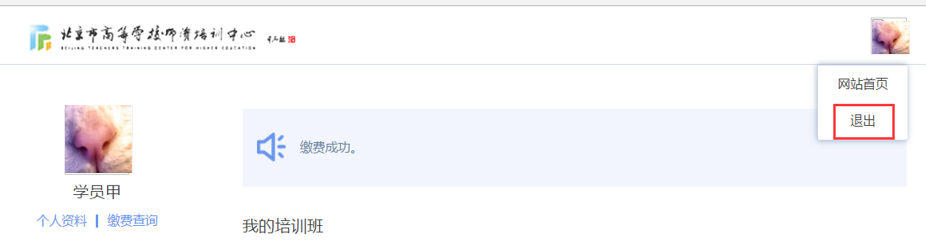 北京市高等学校师资培训中心
BEIJING TEACHERS TRAINING CENTER FOR HIGHER EDUCATION
网站首页
退出
缴费成功。
学员甲
个人资料 | 缴费查询
我的培训班